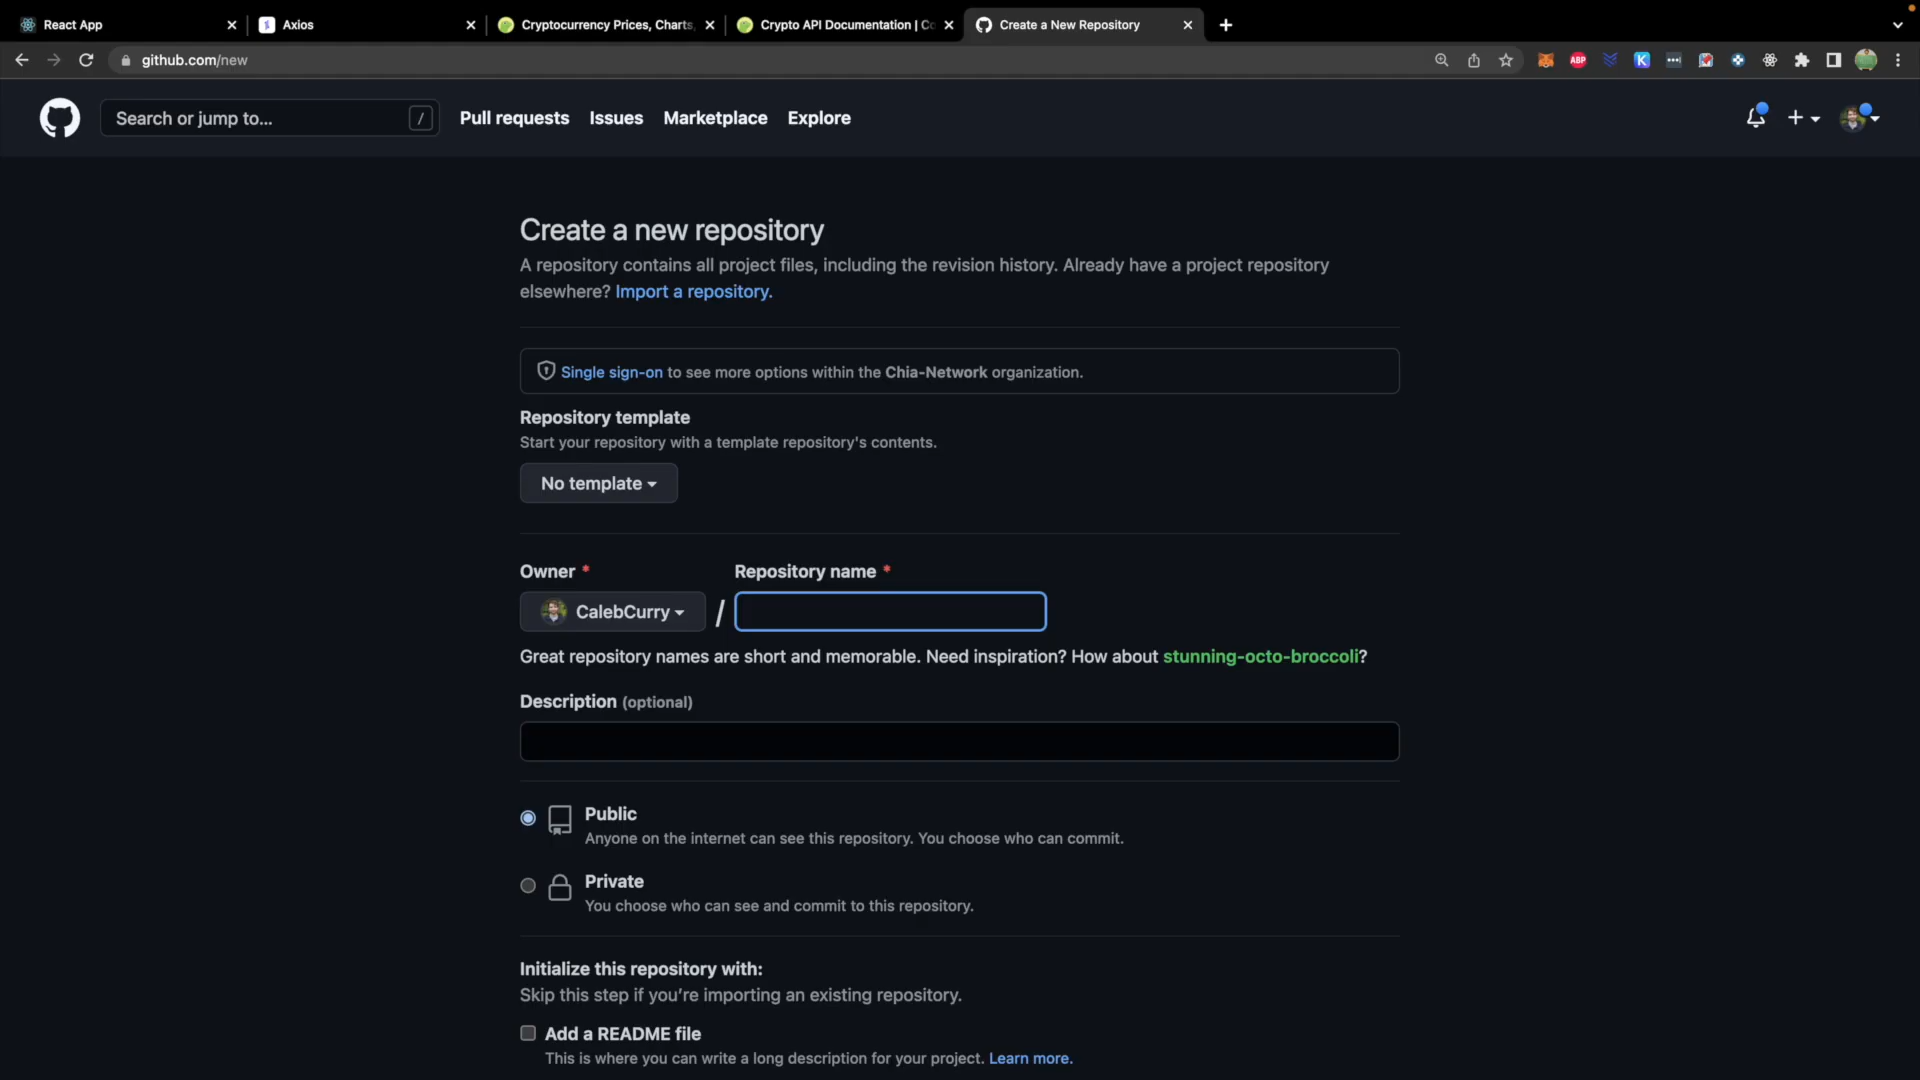 React App
Axios
Cryptocurrency Prices, Charts,
Crypto API Documentation | Co
Create a New Repository
github.com/new
ABP
K
Search or jump to...
/
Pull requests
Issues
Marketplace
Explore
Create a new repository
A repository contains all project files, including the revision history. Already have a project repository
elsewhere? Import a repository.
Single sign-on to see more options within the Chia-Network organization.
Repository template
Start your repository with a template repository's contents.
No template
Owner *
Repository name *
CalebCurry
/
Great repository names are short and memorable. Need inspiration? How about stunning-octo-broccoli?
Description (optional)
Public
Anyone on the internet can see this repository. You choose who can commit.
Private
You choose who can see and commit to this repository.
Initialize this repository with:
Skip this step if you’re importing an existing repository.
Add a README file
This is where you can write a long description for your project. Learn more.